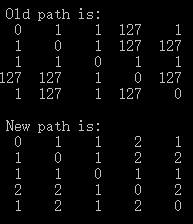 Old path is:
0 1 1 127 1
1 0 1 127 127
1 1 0 1 1
127 127 1 0 127
1 127 1 127 0
New path is:
0 1 1 2 1
1 0 1 2 2
1 1 0 1 1
2 2 1 0 2
1 2 1 2 0